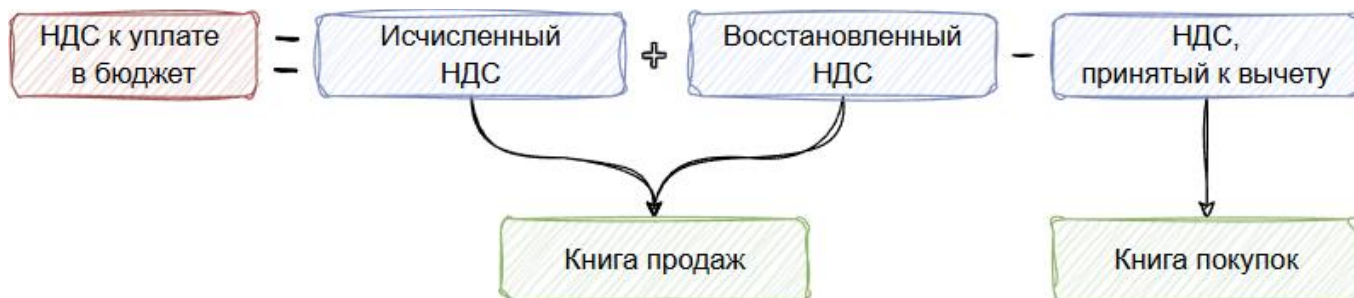 НДС к уплате
в бюджет
=
Исчисленный
НДС
+
Восстановленный
НДС
-
НДС,
принятый к вычету
Книга продаж
Книга покупок